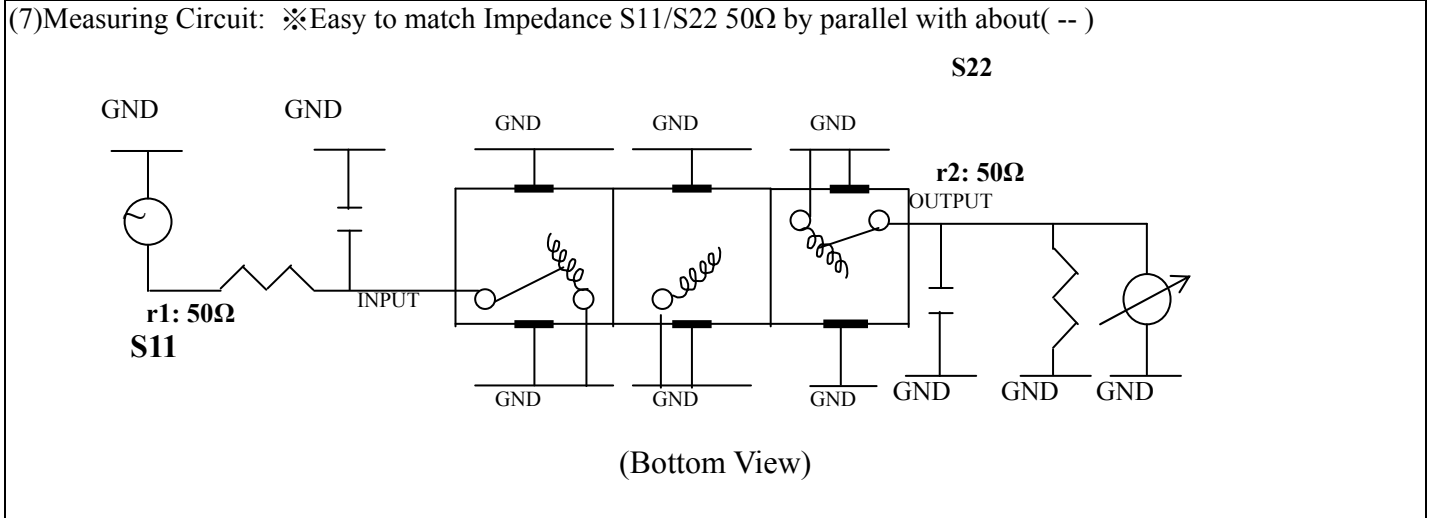 (7)Measuring Circuit: ※Easy to match Impedance S11/S22 50Ω by parallel with about( -- )
S22
GND GND GND GND GND
r2: 50Ω
OUTPUT
INPUT
r1: 50Ω
S11
GND GND GND GND GND GND
(Bottom View)